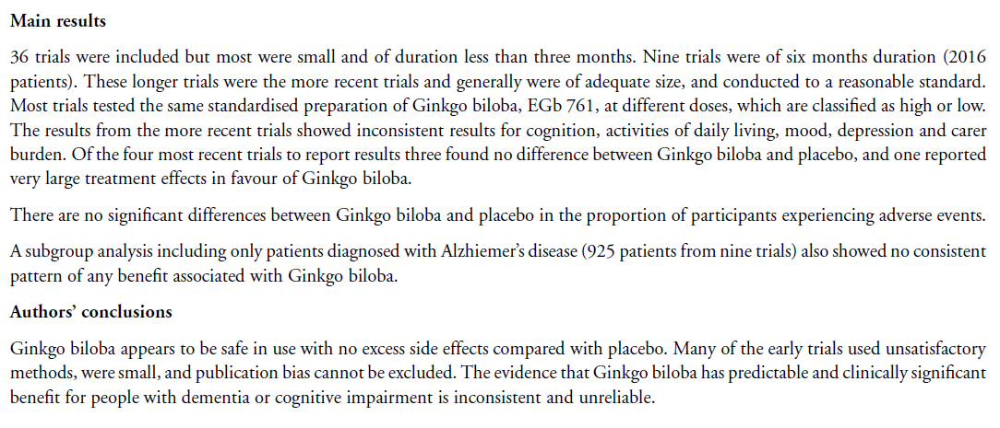 Main results
36 trials were included but most were small and of duration less than three months. Nine trials were of six months duration (2016
patients). These longer trials were the more recent trials and generally were of adequate size, and conducted to a reasonable standard.
Most trials tested the same standardised preparation of Ginkgo biloba, EGb 761, at different doses, which are classified as high or low.
The results from the more recent trials showed inconsistent results for cognition, activities of daily living, mood, depression and carer
burden. Of the four most recent trials to report results three found no difference between Ginkgo biloba and placebo, and one reported
very large treatment effects in favour of Ginkgo biloba.
There are no significant differences between Ginkgo biloba and placebo in the proportion of participants experiencing adverse events.
A subgroup analysis including only patients diagnosed with Alzhiemer's disease (925 patients from nine trials) also showed no consistent
pattern of any benefit associated with Ginkgo biloba.
Authors' conclusions
Ginkgo biloba appears to be safe in use with no excess side effects compared with placebo. Many of the early trials used unsatisfactory
methods, were small, and publication bias cannot be excluded. The evidence that Ginkgo biloba has predictable and clinically significant
benefit for people with dementia or cognitive impairment is inconsistent and unreliable.